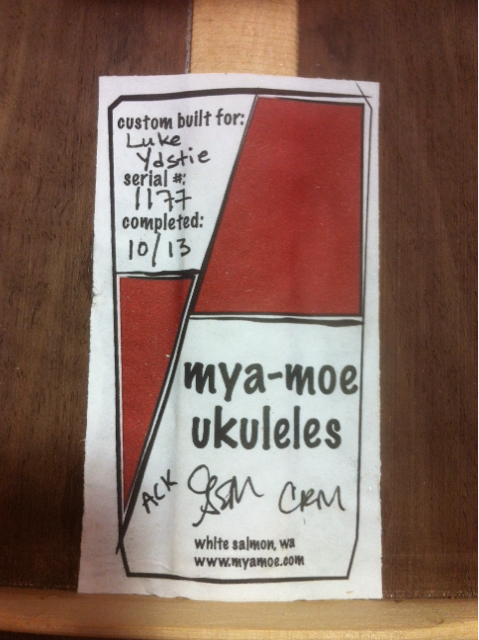 custom built for:
Luke
Ydstie
serial #:
1177
completed:
10/13
mya-moe
ukuleles
ACK GSM CRM
white salmon, wa
www.myamoe.com